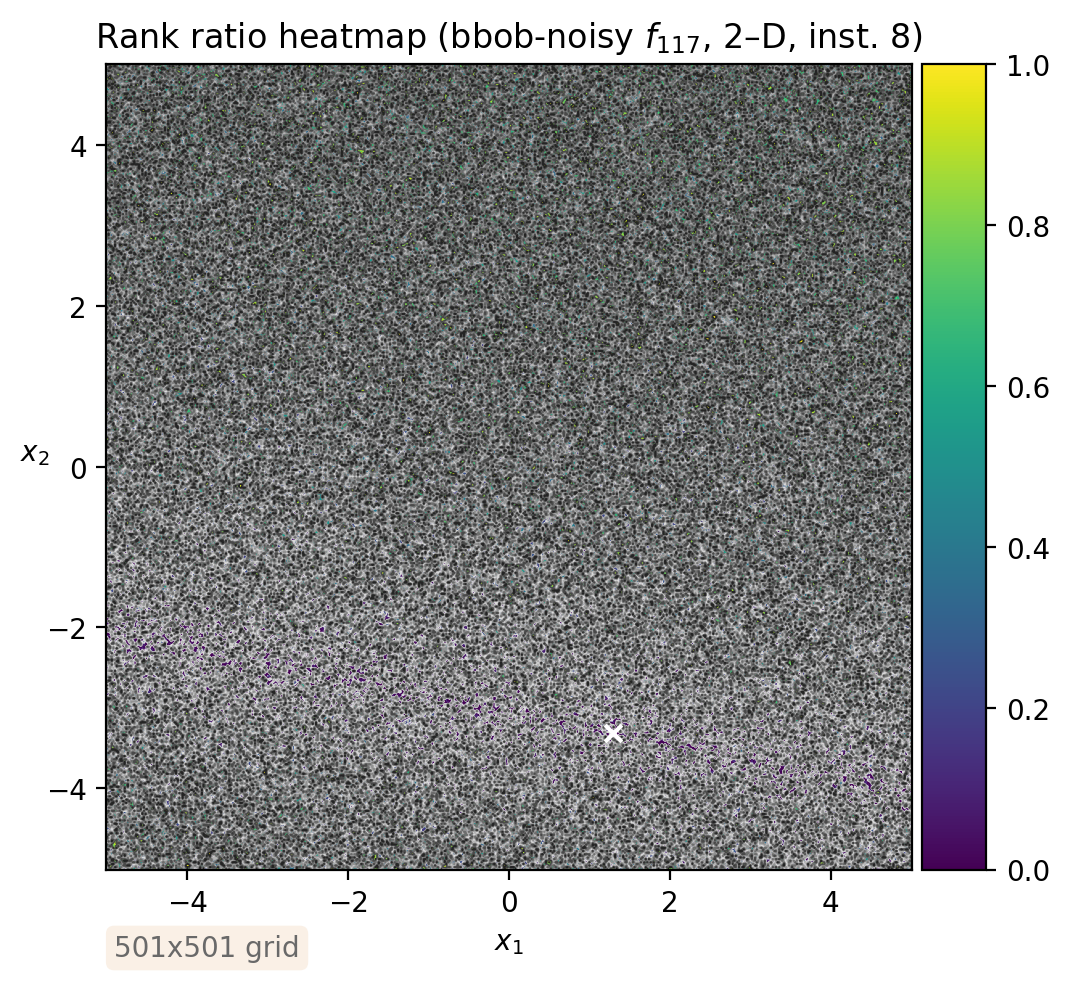 Rank ratio heatmap (bbob-noisy f117, 2–D, inst. 8)
1.0
0.8
0.6
0.4
0.2
0.0
4
2
0
−2
−4
x2
−4 −2 0 2 4
x1
501x501 grid